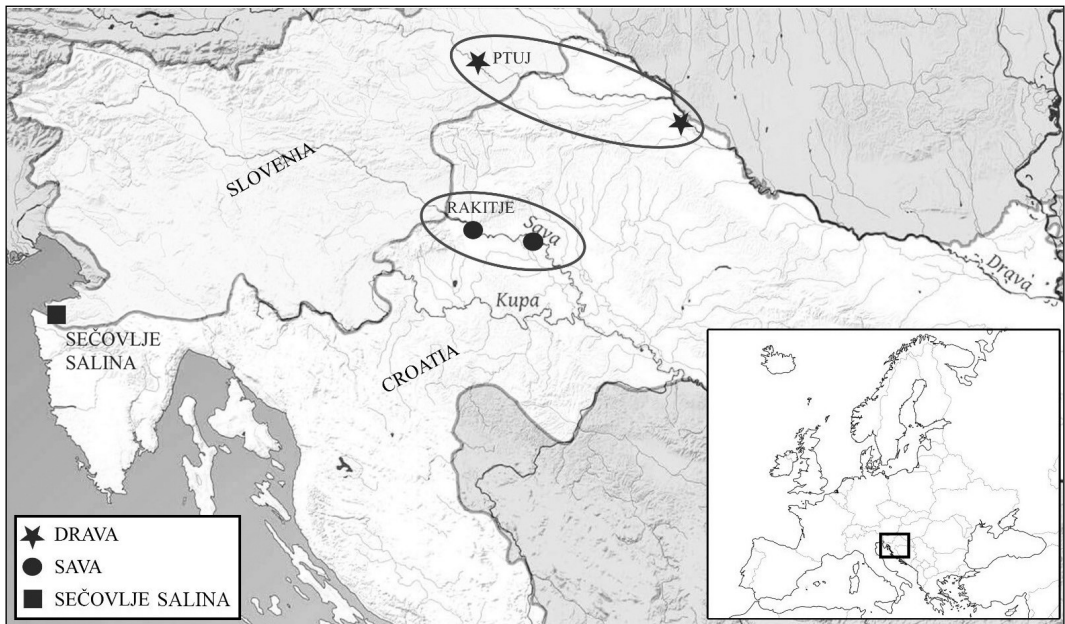 PTUJ
SLOVENIA
RAKITJE
Sava
Drava
Kupa
SEČOVLJE
SALINA
CROATIA
DRAVA
SAVA
SEČOVLJE SALINA